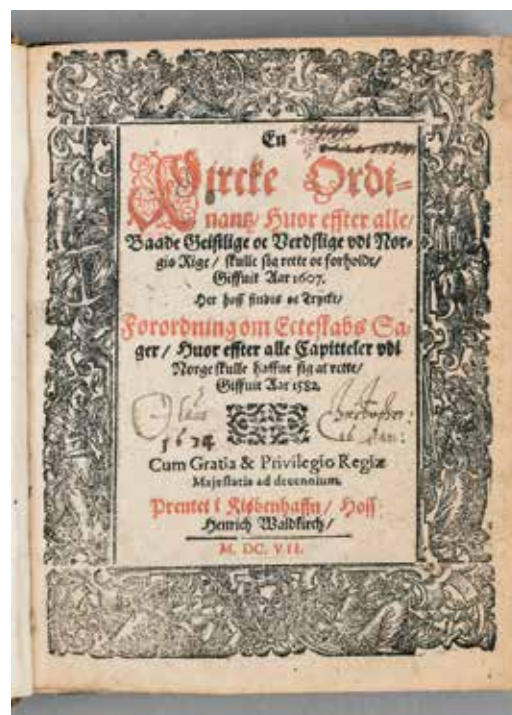 En
Kircke Ordi-
nantz/ Huor effter alle/
Baade Geistlige oc Verdslige vdi Nor-
gis Rige / skulle sig rette oc forholde/
Giffuit Aar 1607.
Her hoss findis oc Tryckt/
Forordning om Ecteskabs Sa-
ger / Huor effter alle Capitteler vdi
Norge skulle haffue sig at rette/
Giffuit Aar 1582.
1674
Cum Gratia & Privilegio Regiæ
Majestatis ad decennium.
Prentet i Kiøbenhaffn / Hoss
Henrich Waldkirch/
M. DC. VII.